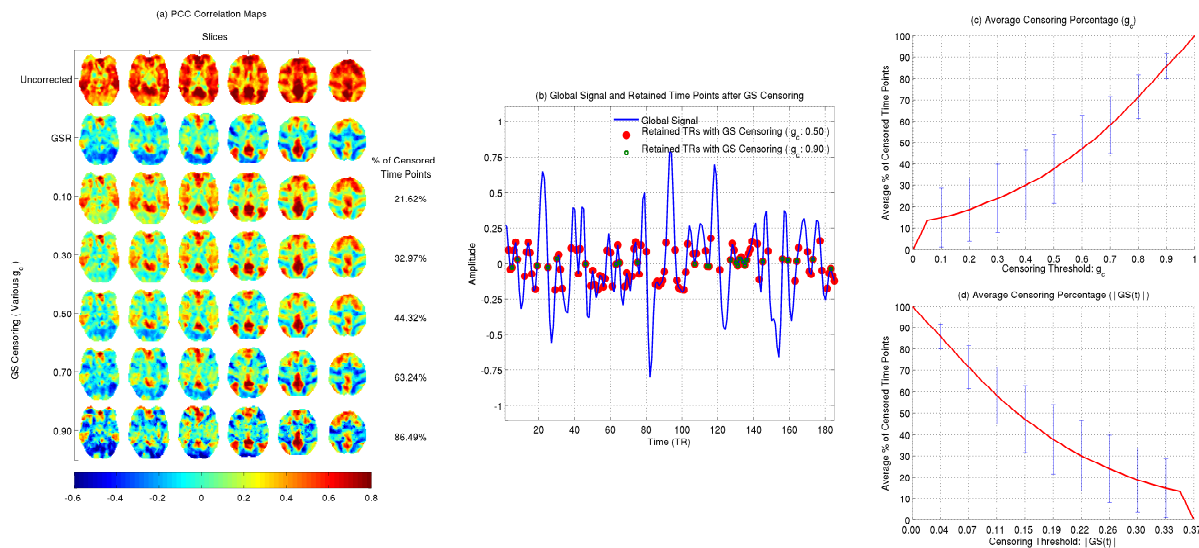 (a) PCC Correlation Maps
Slices
Uncorrected
GSR
% of Censored
Time Points
0.10
21.62%
0.30
32.97%
0.50
44.32%
0.70
63.24%
0.90
86.49%
GS Censoring (Various g_c)
-0.6 -0.4 -0.2 0 0.2 0.4 0.6 0.8
(b) Global Signal and Retained Time Points after GS Censoring
Global Signal
Retained TRs with GS Censoring ( g_c: 0.50 )
Retained TRs with GS Censoring ( g_c: 0.90 )
1
0.75
0.5
0.25
0
-0.25
-0.5
-0.75
-1
Amplitude
20 40 60 80 100 120 140 160 180
Time (TR)
(c) Average Censoring Percentage (g_c)
100
90
80
70
60
50
40
30
20
10
0
Average % of Censored Time Points
0 0.1 0.2 0.3 0.4 0.5 0.6 0.7 0.8 0.9 1
Censoring Threshold: g_c
(d) Average Censoring Percentage (|GS(t)|)
100
90
80
70
60
50
40
30
20
10
0
Average % of Censored Time Points
0.00 0.04 0.07 0.11 0.15 0.19 0.22 0.26 0.30 0.33 0.37
Censoring Threshold: |GS(t)|